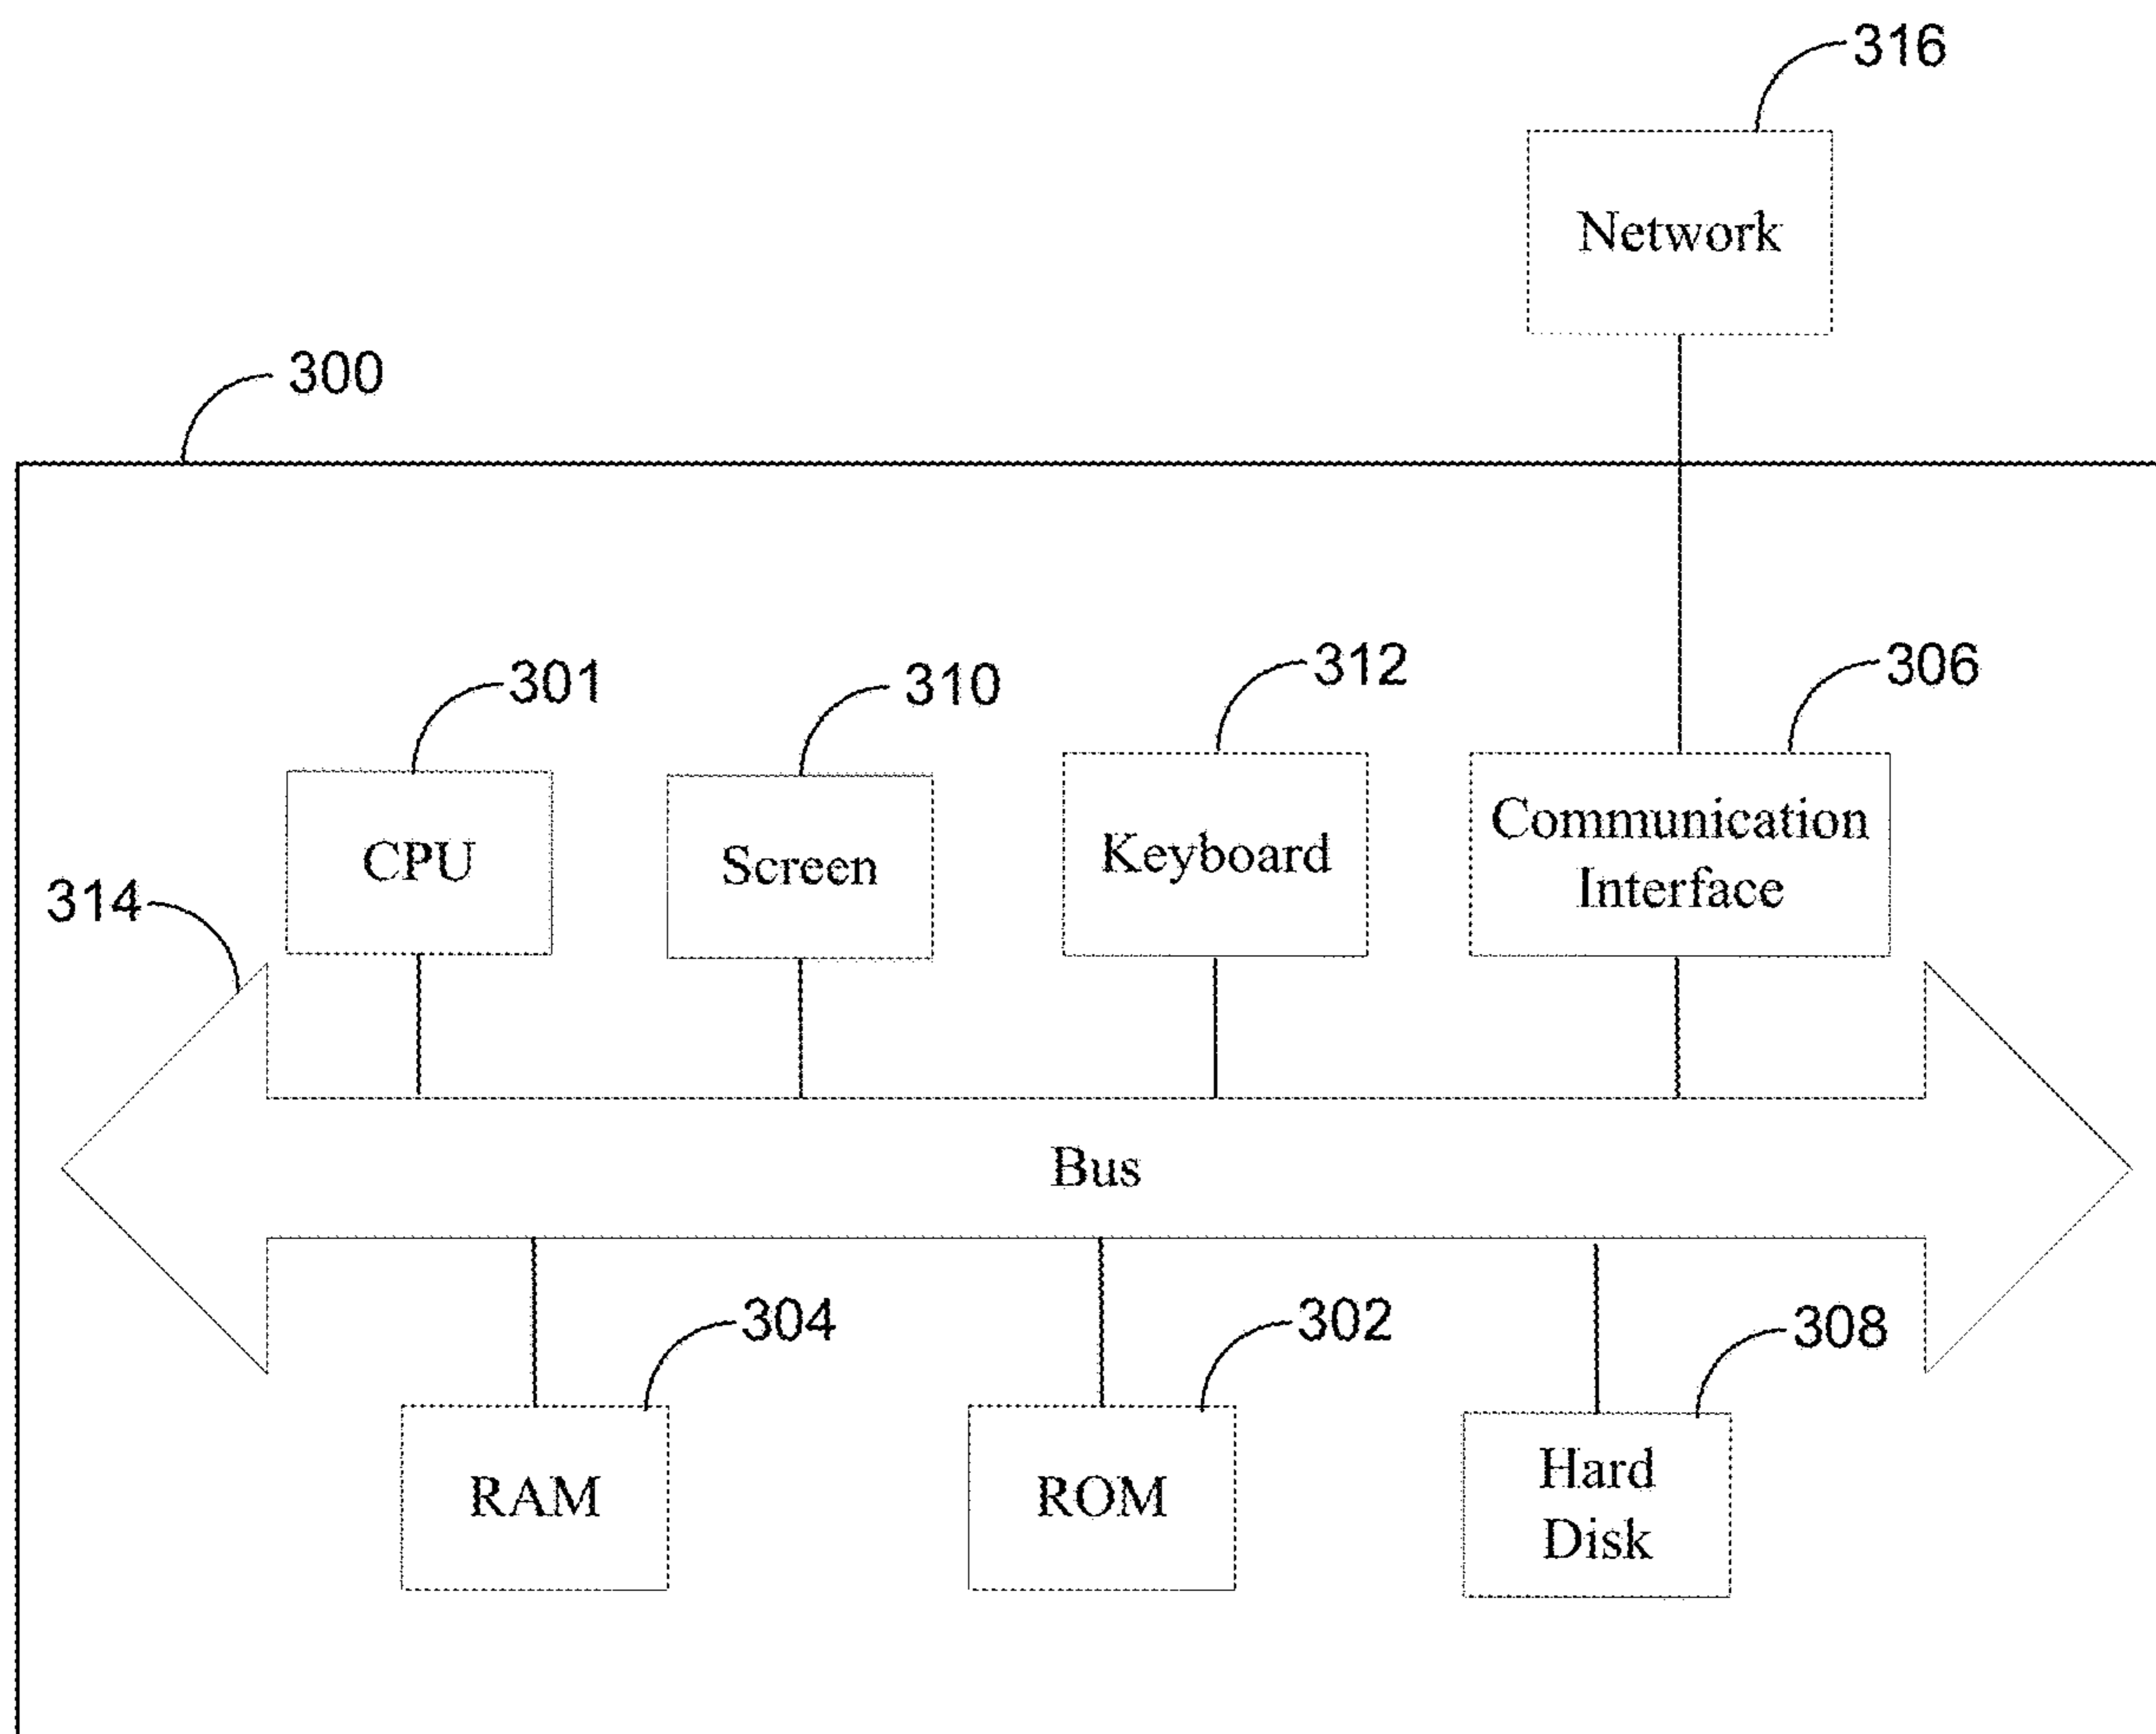 316
Network
300
301
310
312
306
CPU
Screen
Keyboard
Communication
Interface
314
Bus
304
302
308
RAM
ROM
Hard
Disk